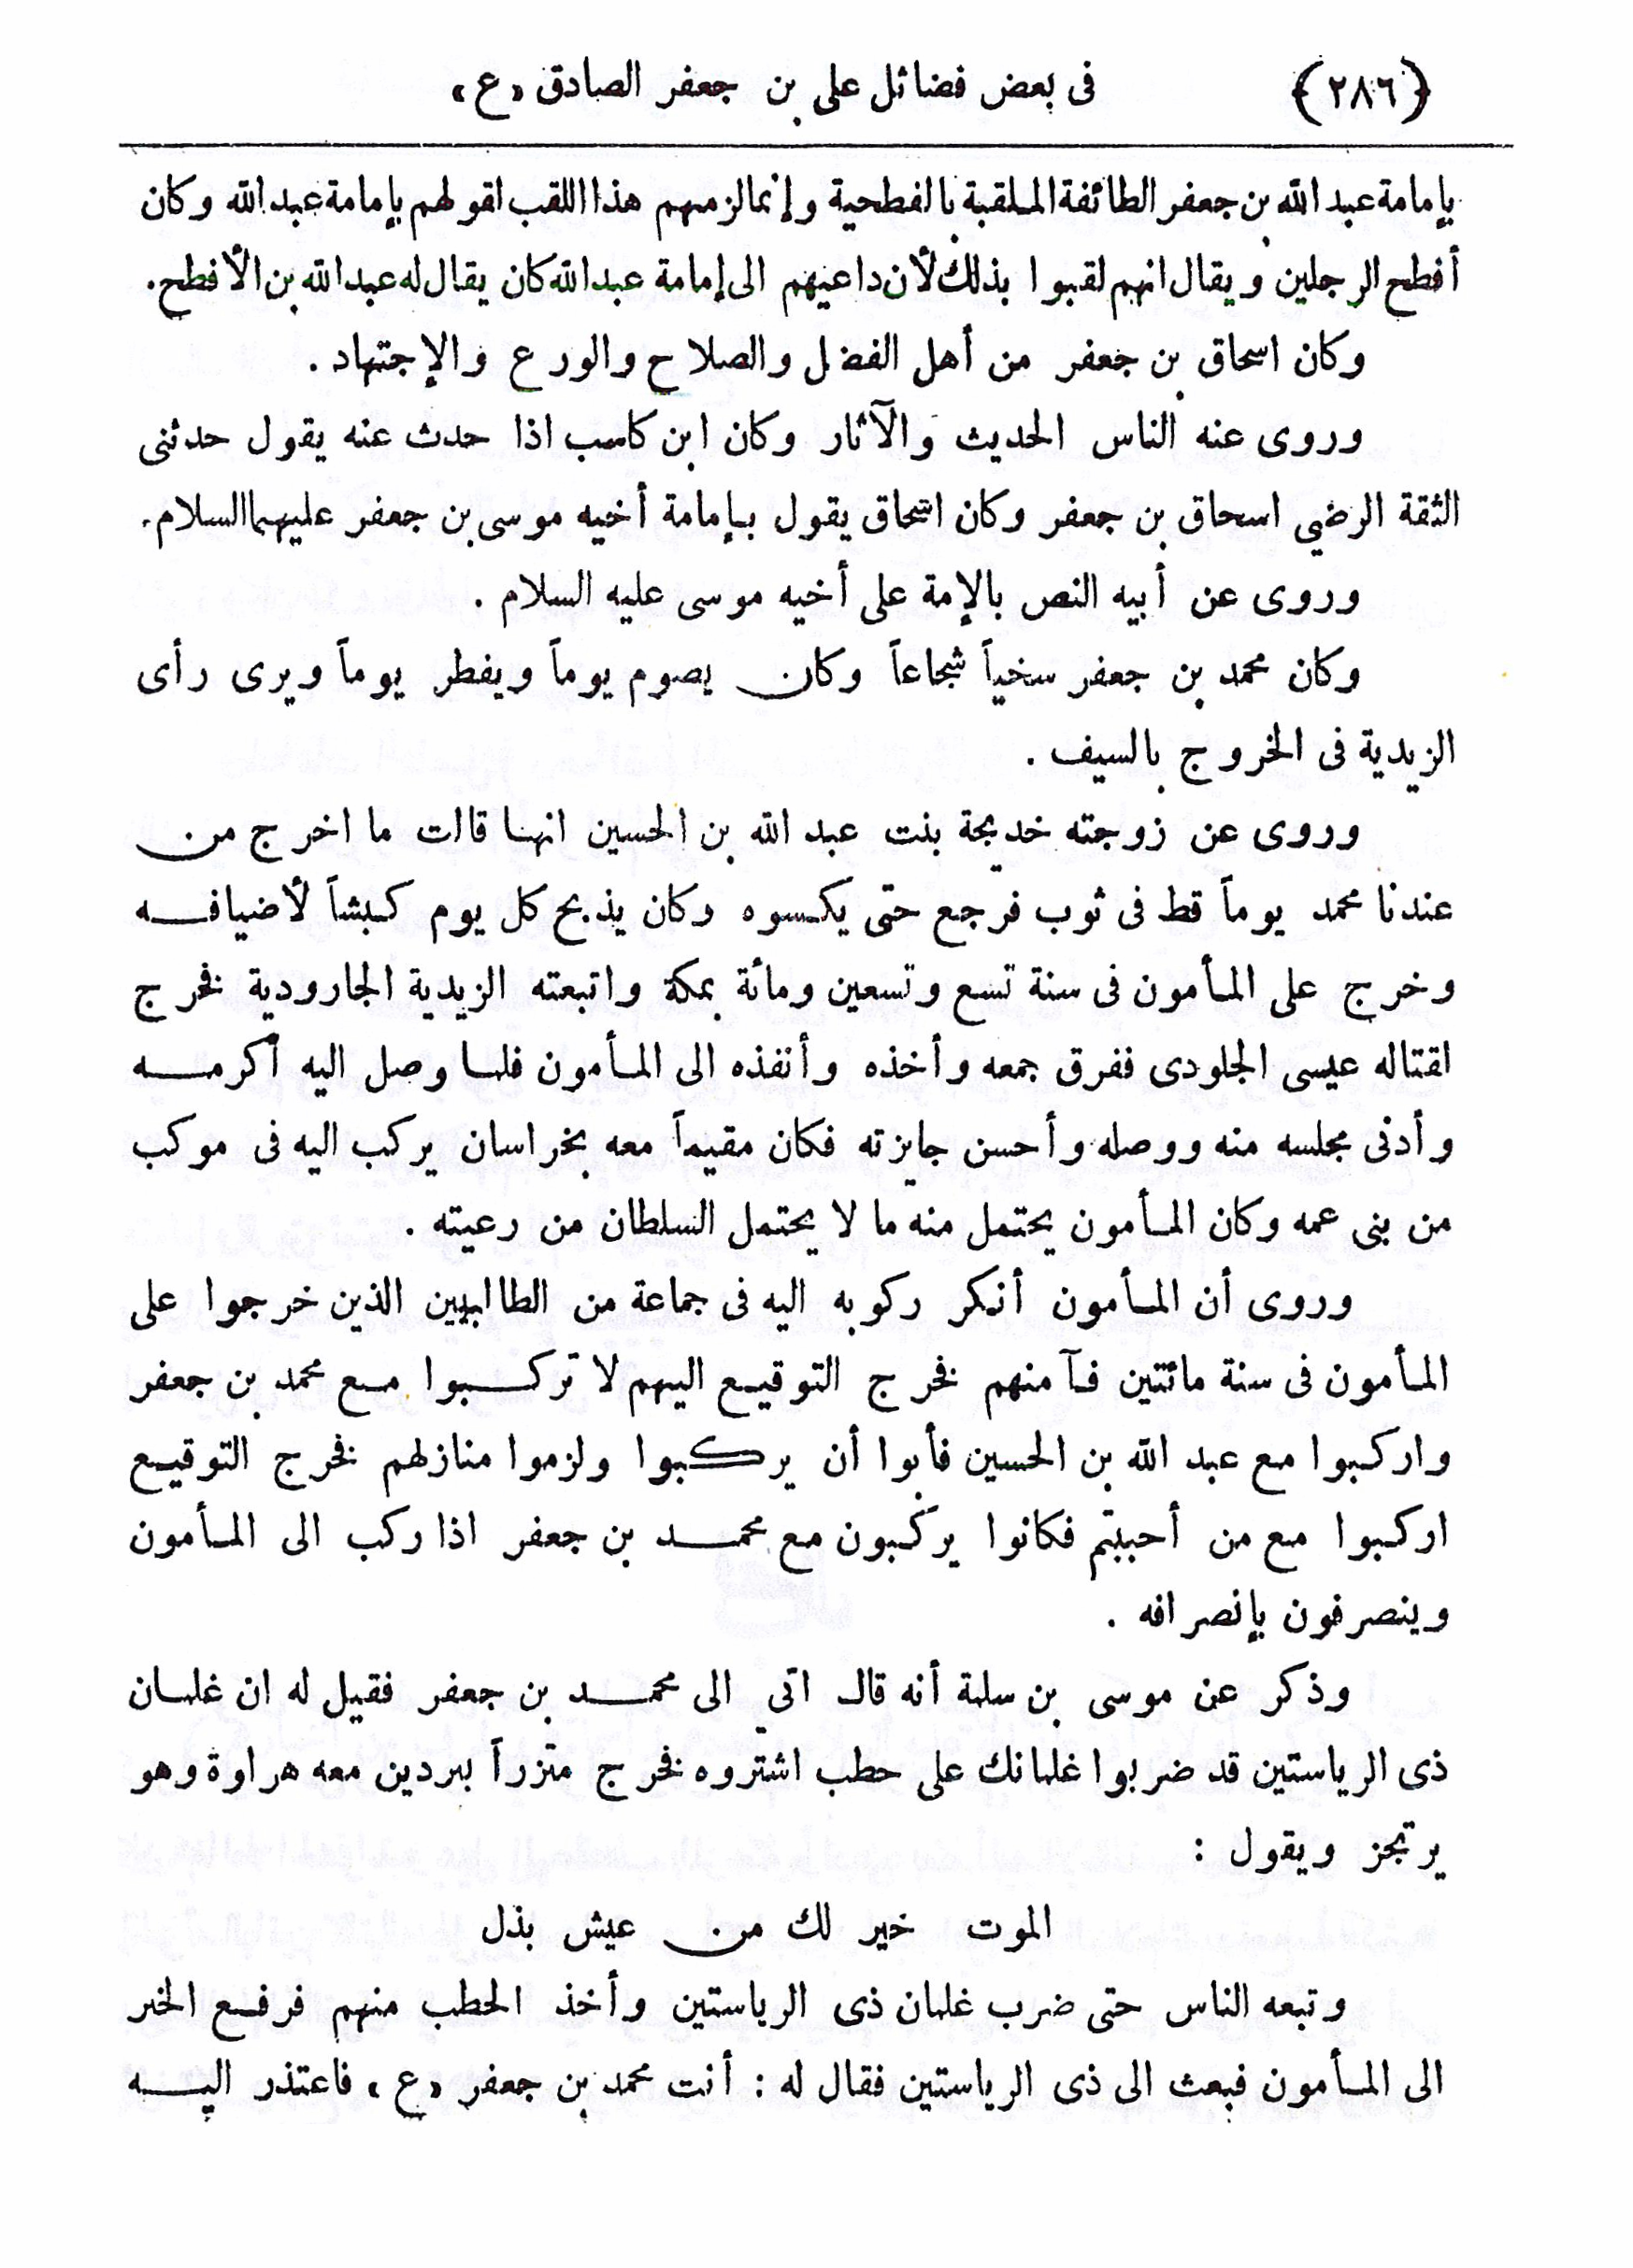 ﴿٢٨٦﴾ فى بعض فضائل على بن جعفر الصادق «ع»
بإمامة عبد الله بن جعفر الطائفة الملقبة بالفطحية وإنما لزمهم هذا اللقب لقولهم بإمامة عبد الله وكان
أفطح الرجلين ويقال انهم لقبوا بذلك لأن داعيهم الى إمامة عبد الله كان يقال له عبد الله بن الأفطح.
وكان اسحاق بن جعفر من أهل الفضل والصلاح والورع والإجتهاد .
وروى عنه الناس الحديث والآثار وكان ابن كاسب اذا حدث عنه يقول حدثنى
الثقة الرضي اسحاق بن جعفر وكان اسحاق يقول بإمامة أخيه موسى بن جعفر عليهما السلام.
وروى عن أبيه النص بالإمة على أخيه موسى عليه السلام .
وكان محمد بن جعفر سخياً شجاعاً وكان يصوم يوماً ويفطر يوماً ويرى رأى
الزيدية فى الخروج بالسيف .
وروى عن زوجته خديجة بنت عبد الله بن الحسين انها قالت ما اخرج من
عندنا محمد يوماً قط فى ثوب فرجع حتى يكسوه وكان يذبح كل يوم كبشاً لأضيافه
وخرج على المأمون فى سنة تسع وتسعين ومائة بمكة واتبعته الزيدية الجارودية فخرج
لقتاله عيسى الجلودى ففرق جمعه وأخذه وأنفذه الى المأمون فلما وصل اليه أكرمه
وأدنى مجلسه منه ووصله وأحسن جايزته فكان مقيماً معه بخراسان يركب اليه فى موكب
من بنى عمه وكان المأمون يحتمل منه ما لا يحتمل السلطان من رعيته .
وروى أن المأمون أنكر ركوبه اليه فى جماعة من الطالبيين الذين خرجوا على
المأمون فى سنة مائتين فآمنهم فخرج التوقيع اليهم لا تركبوا مع محمد بن جعفر
واركبوا مع عبد الله بن الحسين فأبوا أن يركبوا ولزموا منازلهم فخرج التوقيع
اركبوا مع من أحببتم فكانوا يركبون مع محمد بن جعفر اذا ركب الى المأمون
وينصرفون بإنصرافه .
وذكر عن موسى بن سلمة أنه قال اتي الى محمد بن جعفر فقيل له ان غلمان
ذى الرياستين قد ضربوا غلمانك على حطب اشتروه فخرج متزراً ببردين معه هراوة وهو
يرتجز ويقول :
الموت خير لك من عيش بذل
وتبعه الناس حتى ضرب غلمان ذى الرياستين وأخذ الحطب منهم فرفع الخبر
الى المأمون فبعث الى ذى الرياستين فقال له : أنت محمد بن جعفر «ع» فاعتذر اليه